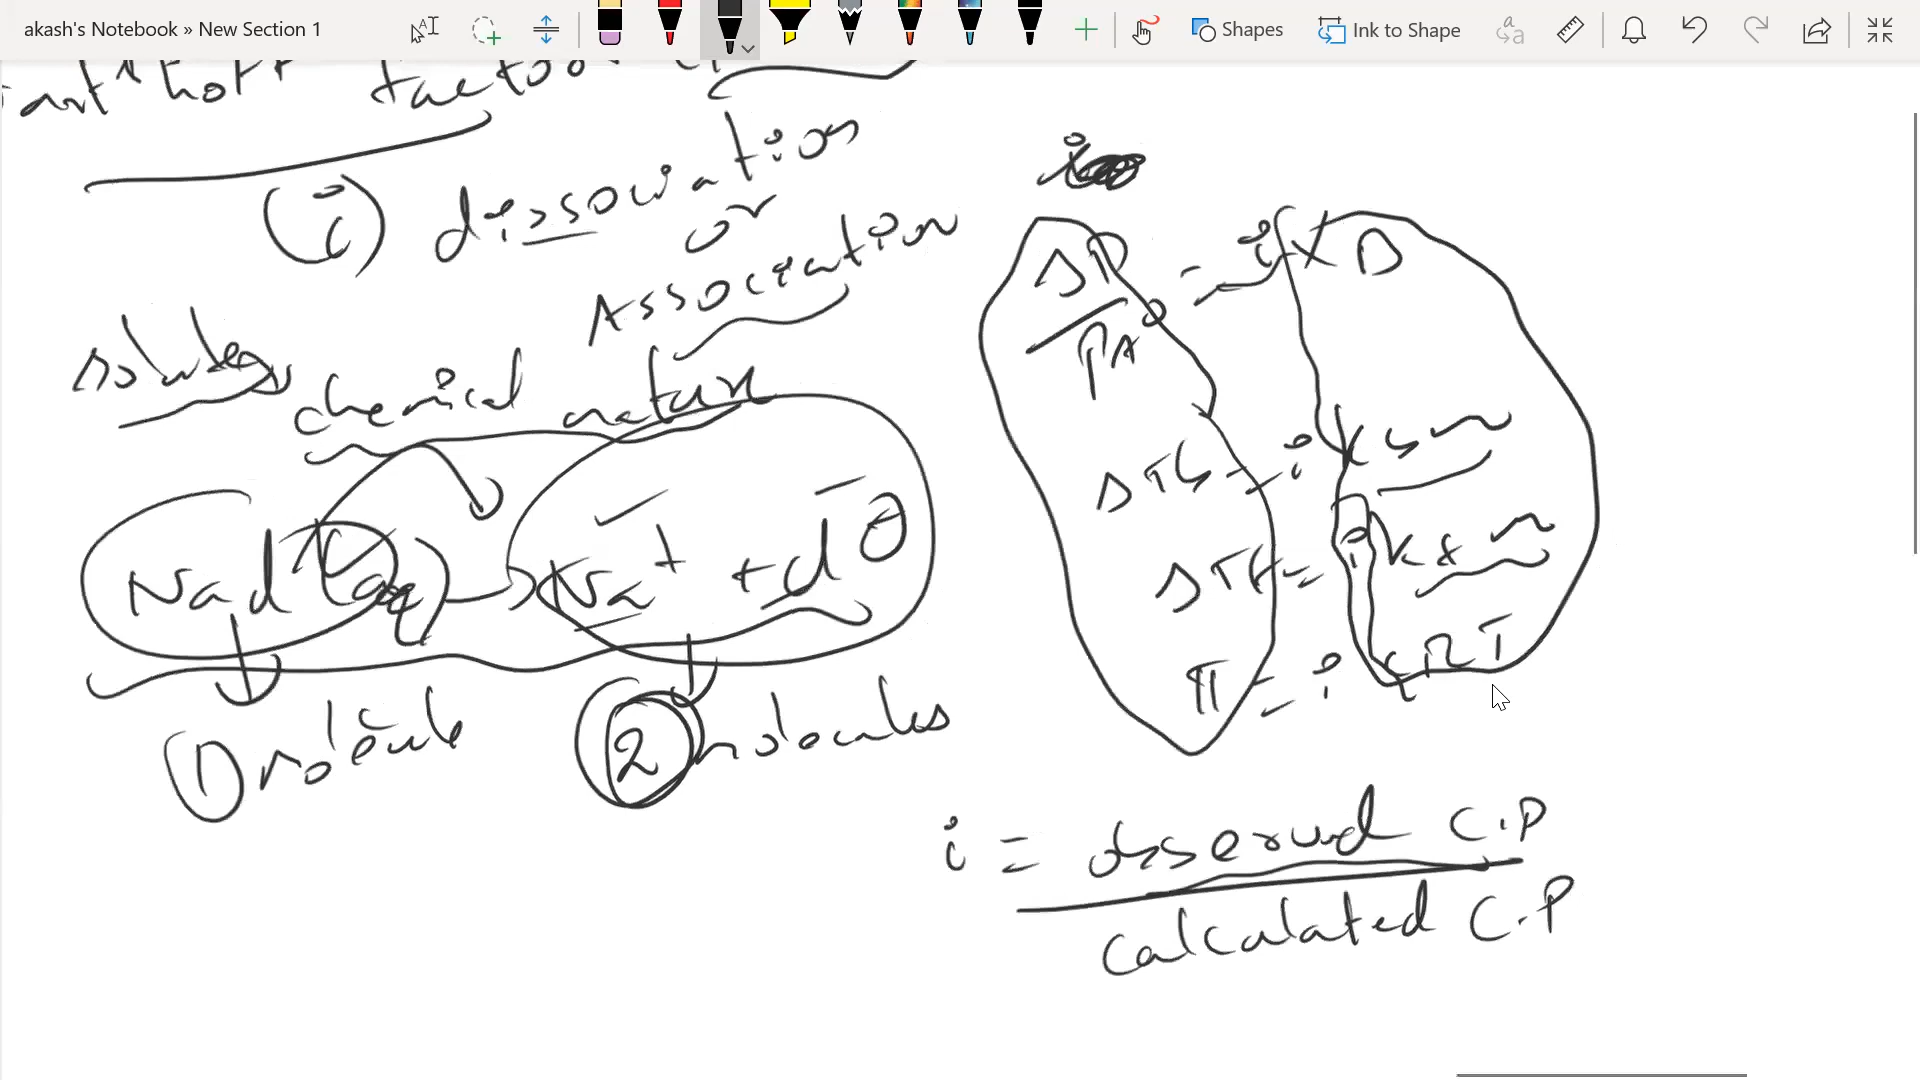 akash's Notebook » New Section 1
Shapes
Ink to Shape
hoff factor
(i) dissociation
or
Association
solutes
chemical nature
NaCl (aq) → Na⁺ + Cl⊖
① molecule
② molecules
i
ΔP/PA° = i × B
ΔTb = i Kb m
ΔTf = i Kf m
π = i CRT
i = observed C.P
calculated C.P